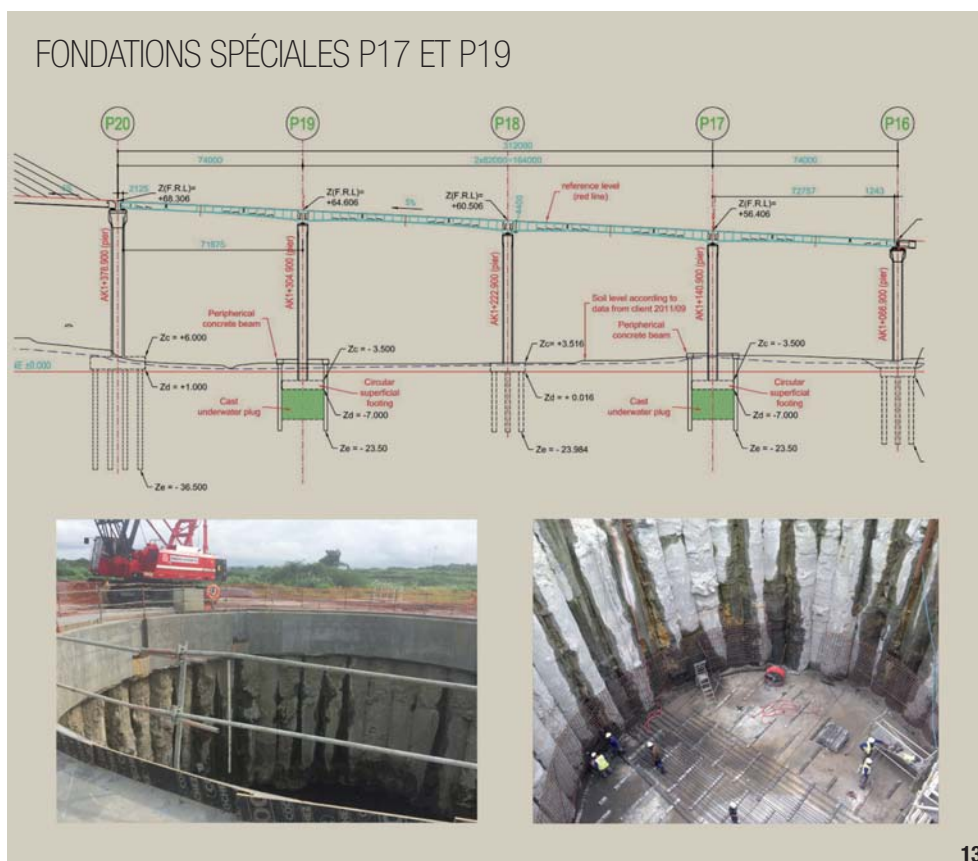 FONDATIONS SPÉCIALES P17 ET P19
P20
P19
P18
P17
P16
312000
74000
2x82000=164000
74000
2125
Z(F.R.L)=
+68.306
Z(F.R.L)=
+64.606
5%
Z(F.R.L)=
+60.506
4400
reference level
(red line)
72757
1243
Z(F.R.L)=
+56.406
71875
AK1+378.900 (pier)
AK1+304.900 (pier)
AK1+222.900 (pier)
AK1+140.900 (pier)
AK1+066.900 (pier)
Peripherical
concrete beam
Soil level according to
data from client 2011/09
Peripherical
concrete beam
Zc = +6.000
Zc = - 3.500
Zc= +3.516
Zc = - 3.500
±0.000
Zd = +1.000
Circular
superficial
footing
Zd = -7.000
Cast
underwater plug
Zd = + 0.016
Circular
superficial
footing
Zd = -7.000
Cast
underwater plug
Ze = - 23.50
Ze = - 23.984
Ze = - 23.50
Ze = - 36.500
13